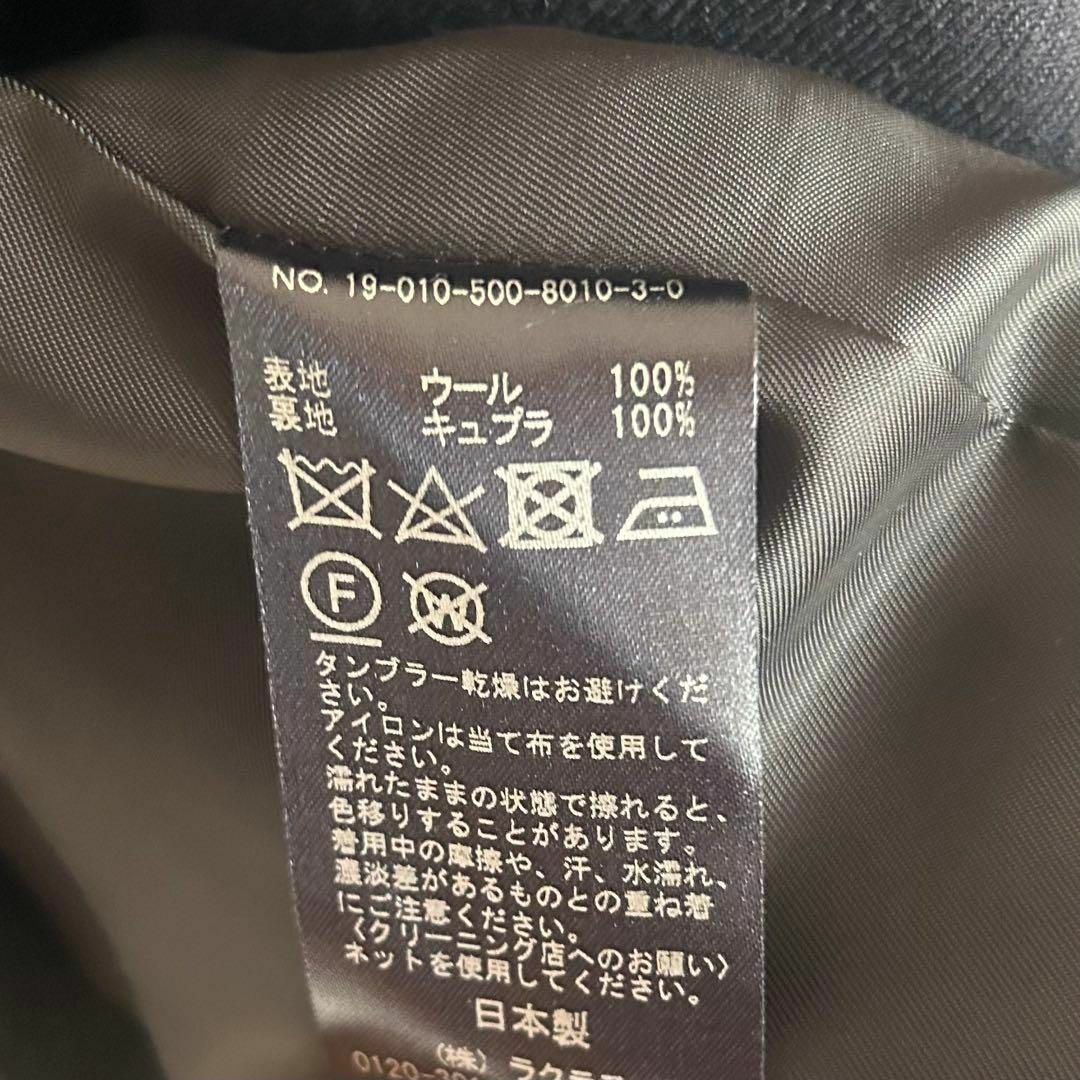 NO. 19-010-500-8010-3-0
表地 ウール 100%
裏地 キュプラ 100%
F W
タンブラー乾燥はお避けくだ
さい。
アイロンは当て布を使用して
ください。
濡れたままの状態で擦れると、
色移りすることがあります。
着用中の摩擦や、汗、水濡れ、
濃淡差があるものとの重ね着
にご注意ください。
〈クリーニング店へのお願い〉
ネットを使用してください。
日本製
(株)
0120-